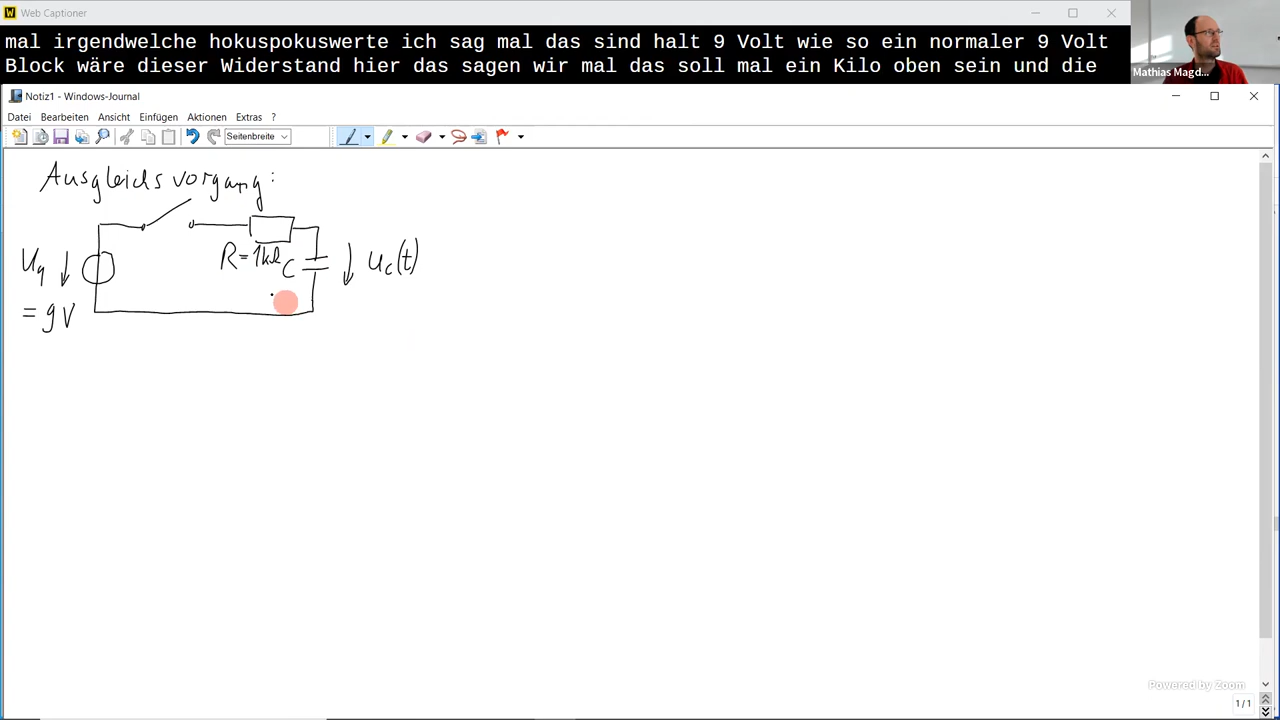 Web Captioner
mal irgendwelche hokuspokuswerte ich sag mal das sind halt 9 Volt wie so ein normaler 9 Volt
Block wäre dieser Widerstand hier das sagen wir mal das soll mal ein Kilo oben sein und die
Mathias Magd...
Notiz1 - Windows-Journal
Datei Bearbeiten Ansicht Einfügen Aktionen Extras ?
Seitenbreite
Ausgleichsvorgang:
Uq
= 9V
R = 1kΩ
C
uc(t)
Powered by Zoom
1/1